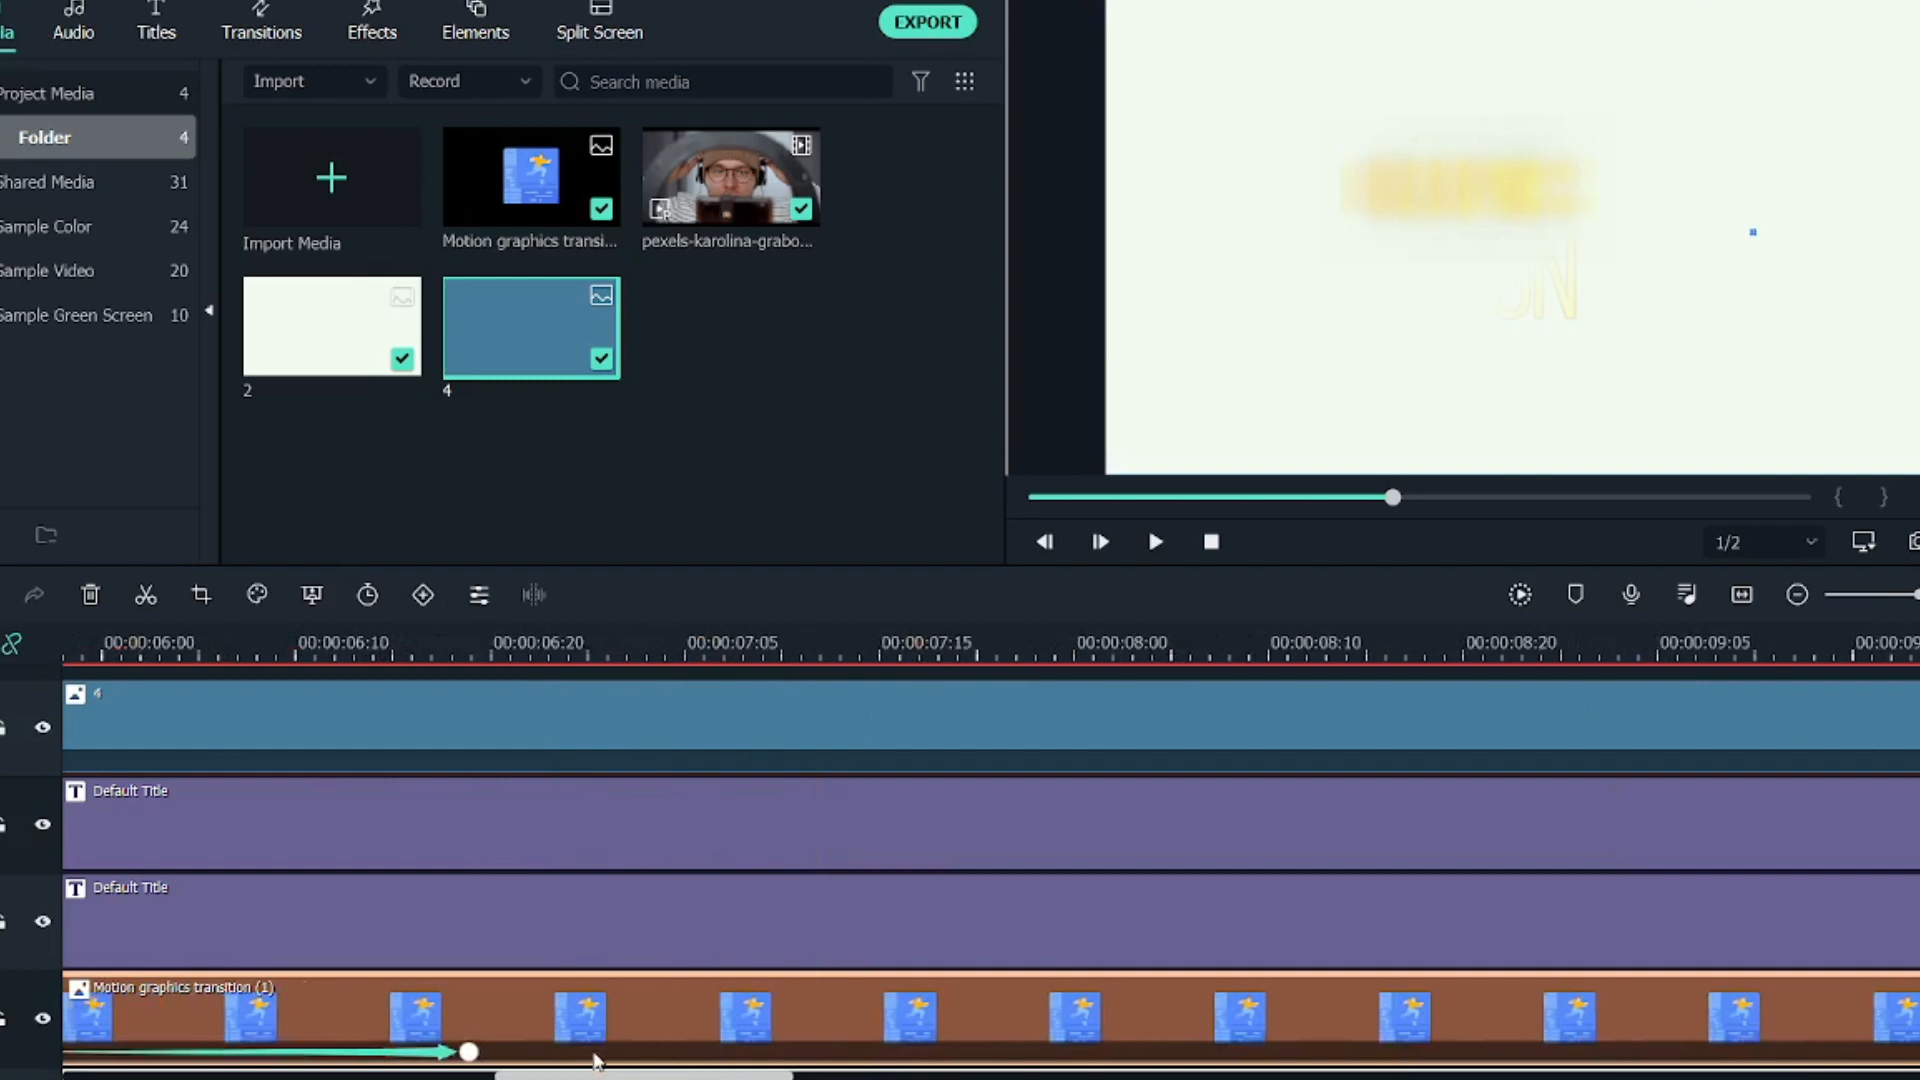 Audio
Titles
Transitions
Effects
Elements
Split Screen
EXPORT
Import
Record
Search media
Project Media 4
Folder 4
Shared Media 31
Sample Color 24
Sample Video 20
Sample Green Screen 10
Import Media
Motion graphics transi...
pexels-karolina-grabo...
2
4
ON
1/2
00:00:06:00
00:00:06:10
00:00:06:20
00:00:07:05
00:00:07:15
00:00:08:00
00:00:08:10
00:00:08:20
00:00:09:05
4
Default Title
Default Title
Motion graphics transition (1)